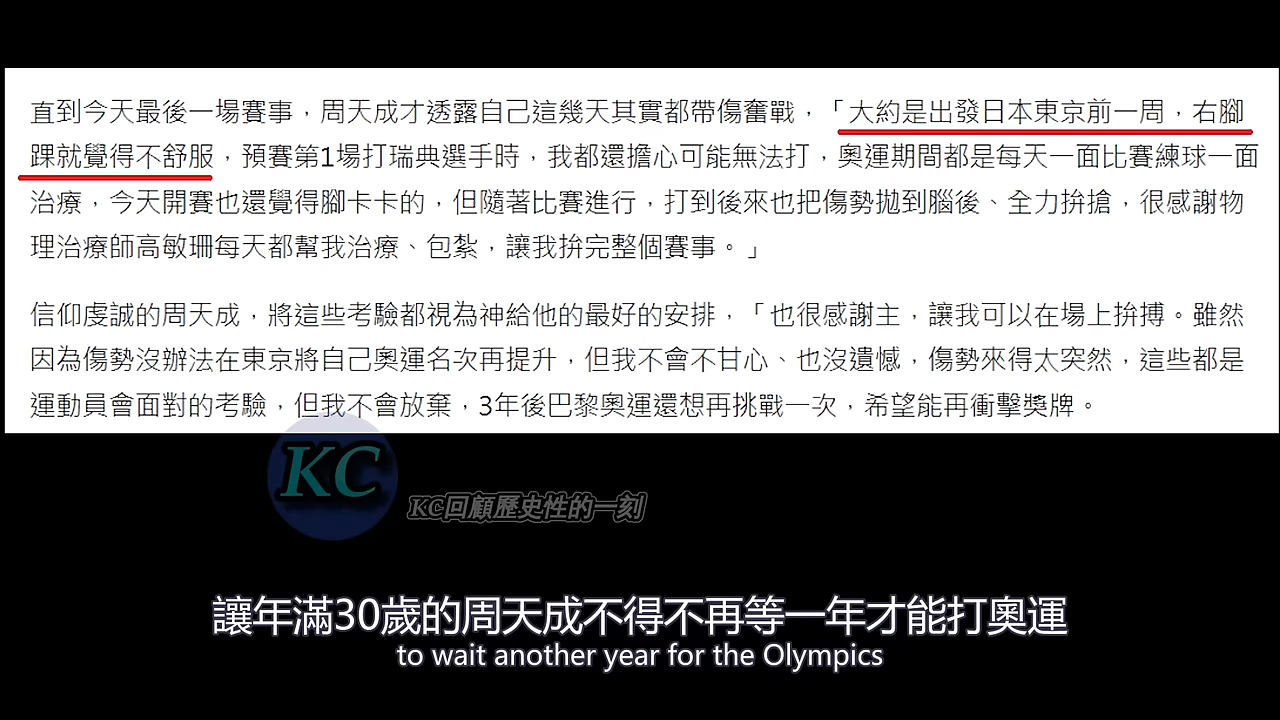 直到今天最後一場賽事，周天成才透露自己這幾天其實都帶傷奮戰，「大約是出發日本東京前一周，右腳
踝就覺得不舒服，預賽第1場打瑞典選手時，我都還擔心可能無法打，奧運期間都是每天一面比賽練球一面
治療，今天開賽也還覺得腳卡卡的，但隨著比賽進行，打到後來也把傷勢拋到腦後、全力拚搶，很感謝物
理治療師高敏珊每天都幫我治療、包紮，讓我拚完整個賽事。」
信仰虔誠的周天成，將這些考驗都視為神給他的最好的安排，「也很感謝主，讓我可以在場上拚搏。雖然
因為傷勢沒辦法在東京將自己奧運名次再提升，但我不會不甘心、也沒遺憾，傷勢來得太突然，這些都是
運動員會面對的考驗，但我不會放棄，3年後巴黎奧運還想再挑戰一次，希望能再衝擊獎牌。
KC
KC回顧歷史性的一刻
讓年滿30歲的周天成不得不再等一年才能打奧運
to wait another year for the Olympics